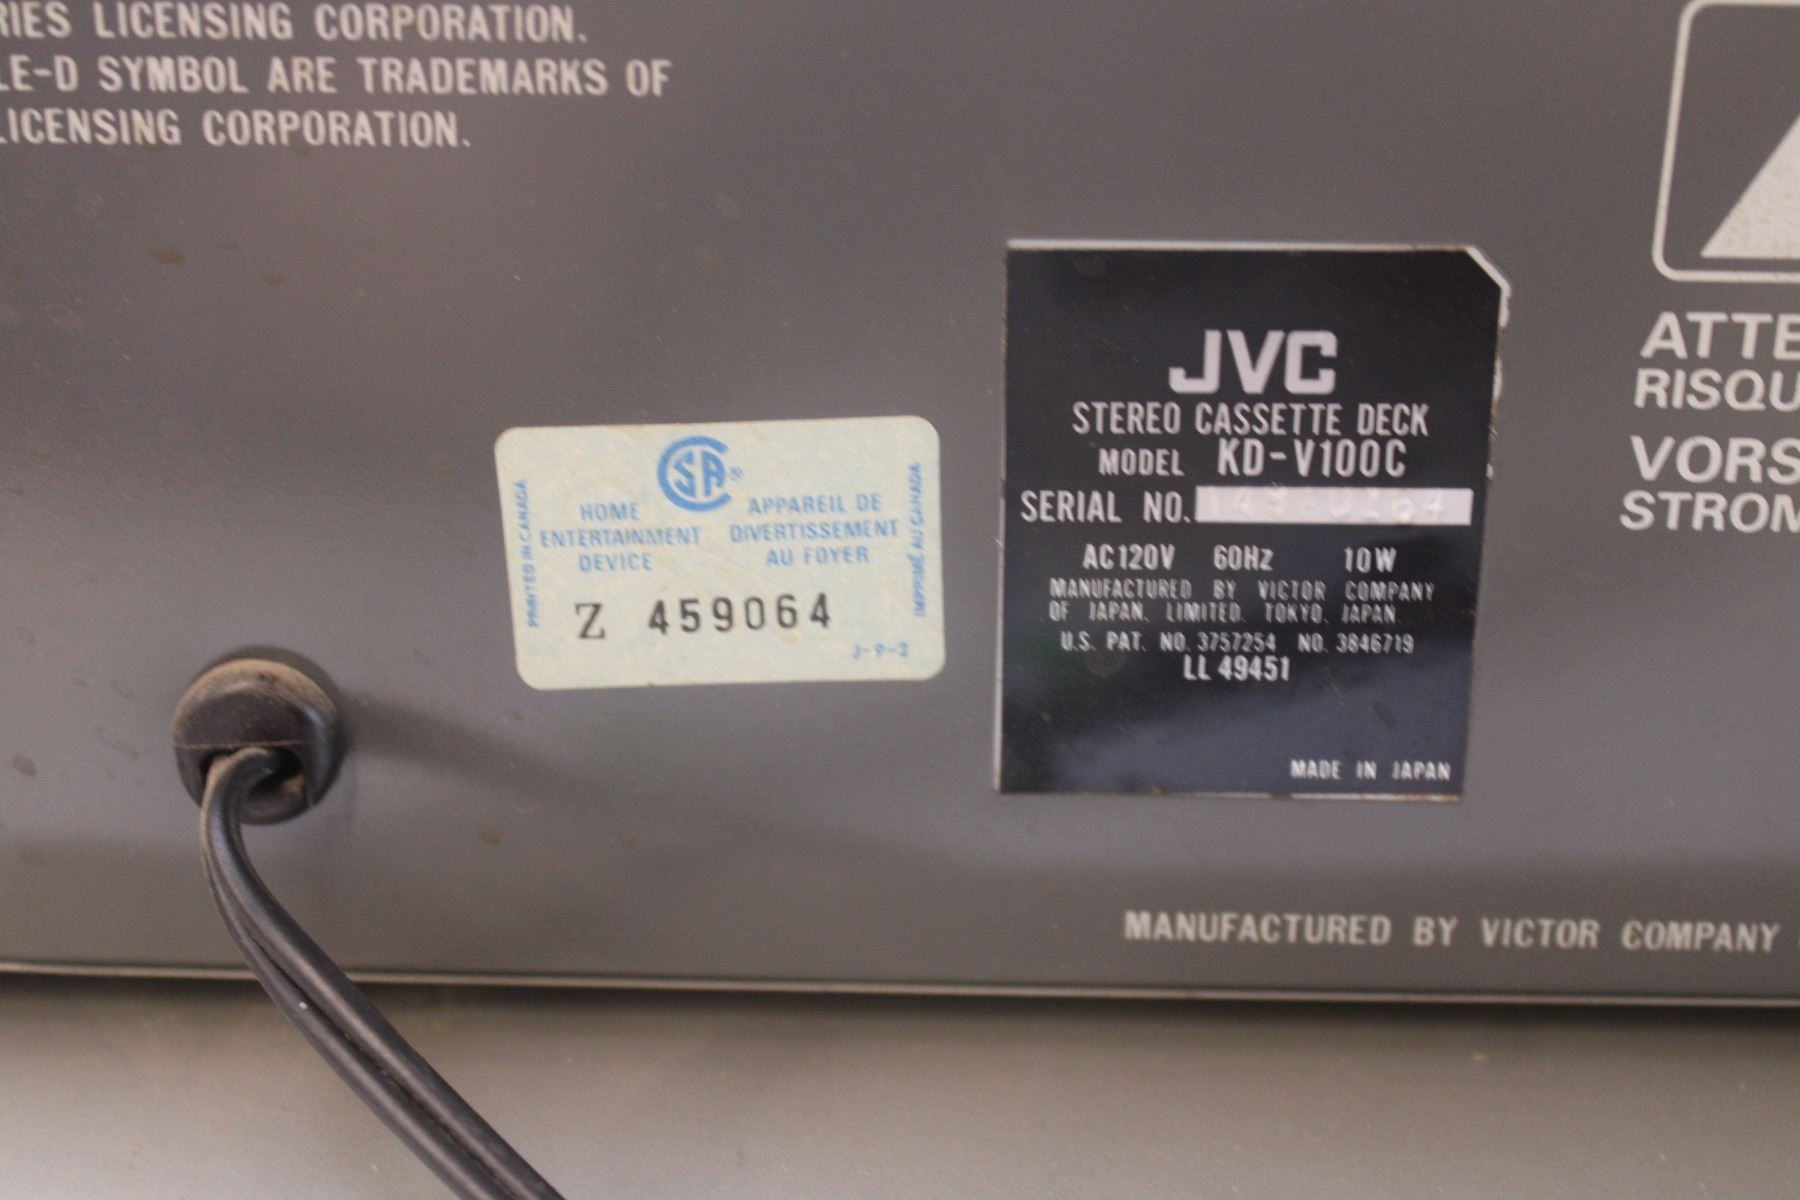 RIES LICENSING CORPORATION.
LE-D SYMBOL ARE TRADEMARKS OF
LICENSING CORPORATION.
CSA®
HOME
ENTERTAINMENT
DEVICE
APPAREIL DE
DIVERTISSEMENT
AU FOYER
PRINTED IN CANADA
IMPRIMÉ AU CANADA
Z 459064
J-9-2
JVC
STEREO CASSETTE DECK
MODEL KD-V100C
SERIAL NO.
AC120V 60Hz 10W
MANUFACTURED BY VICTOR COMPANY
OF JAPAN, LIMITED. TOKYO, JAPAN
U.S. PAT. NO. 3757254 NO. 3846719
LL 49451
MADE IN JAPAN
ATTE
RISQU
VORS
STROM
MANUFACTURED BY VICTOR COMPANY